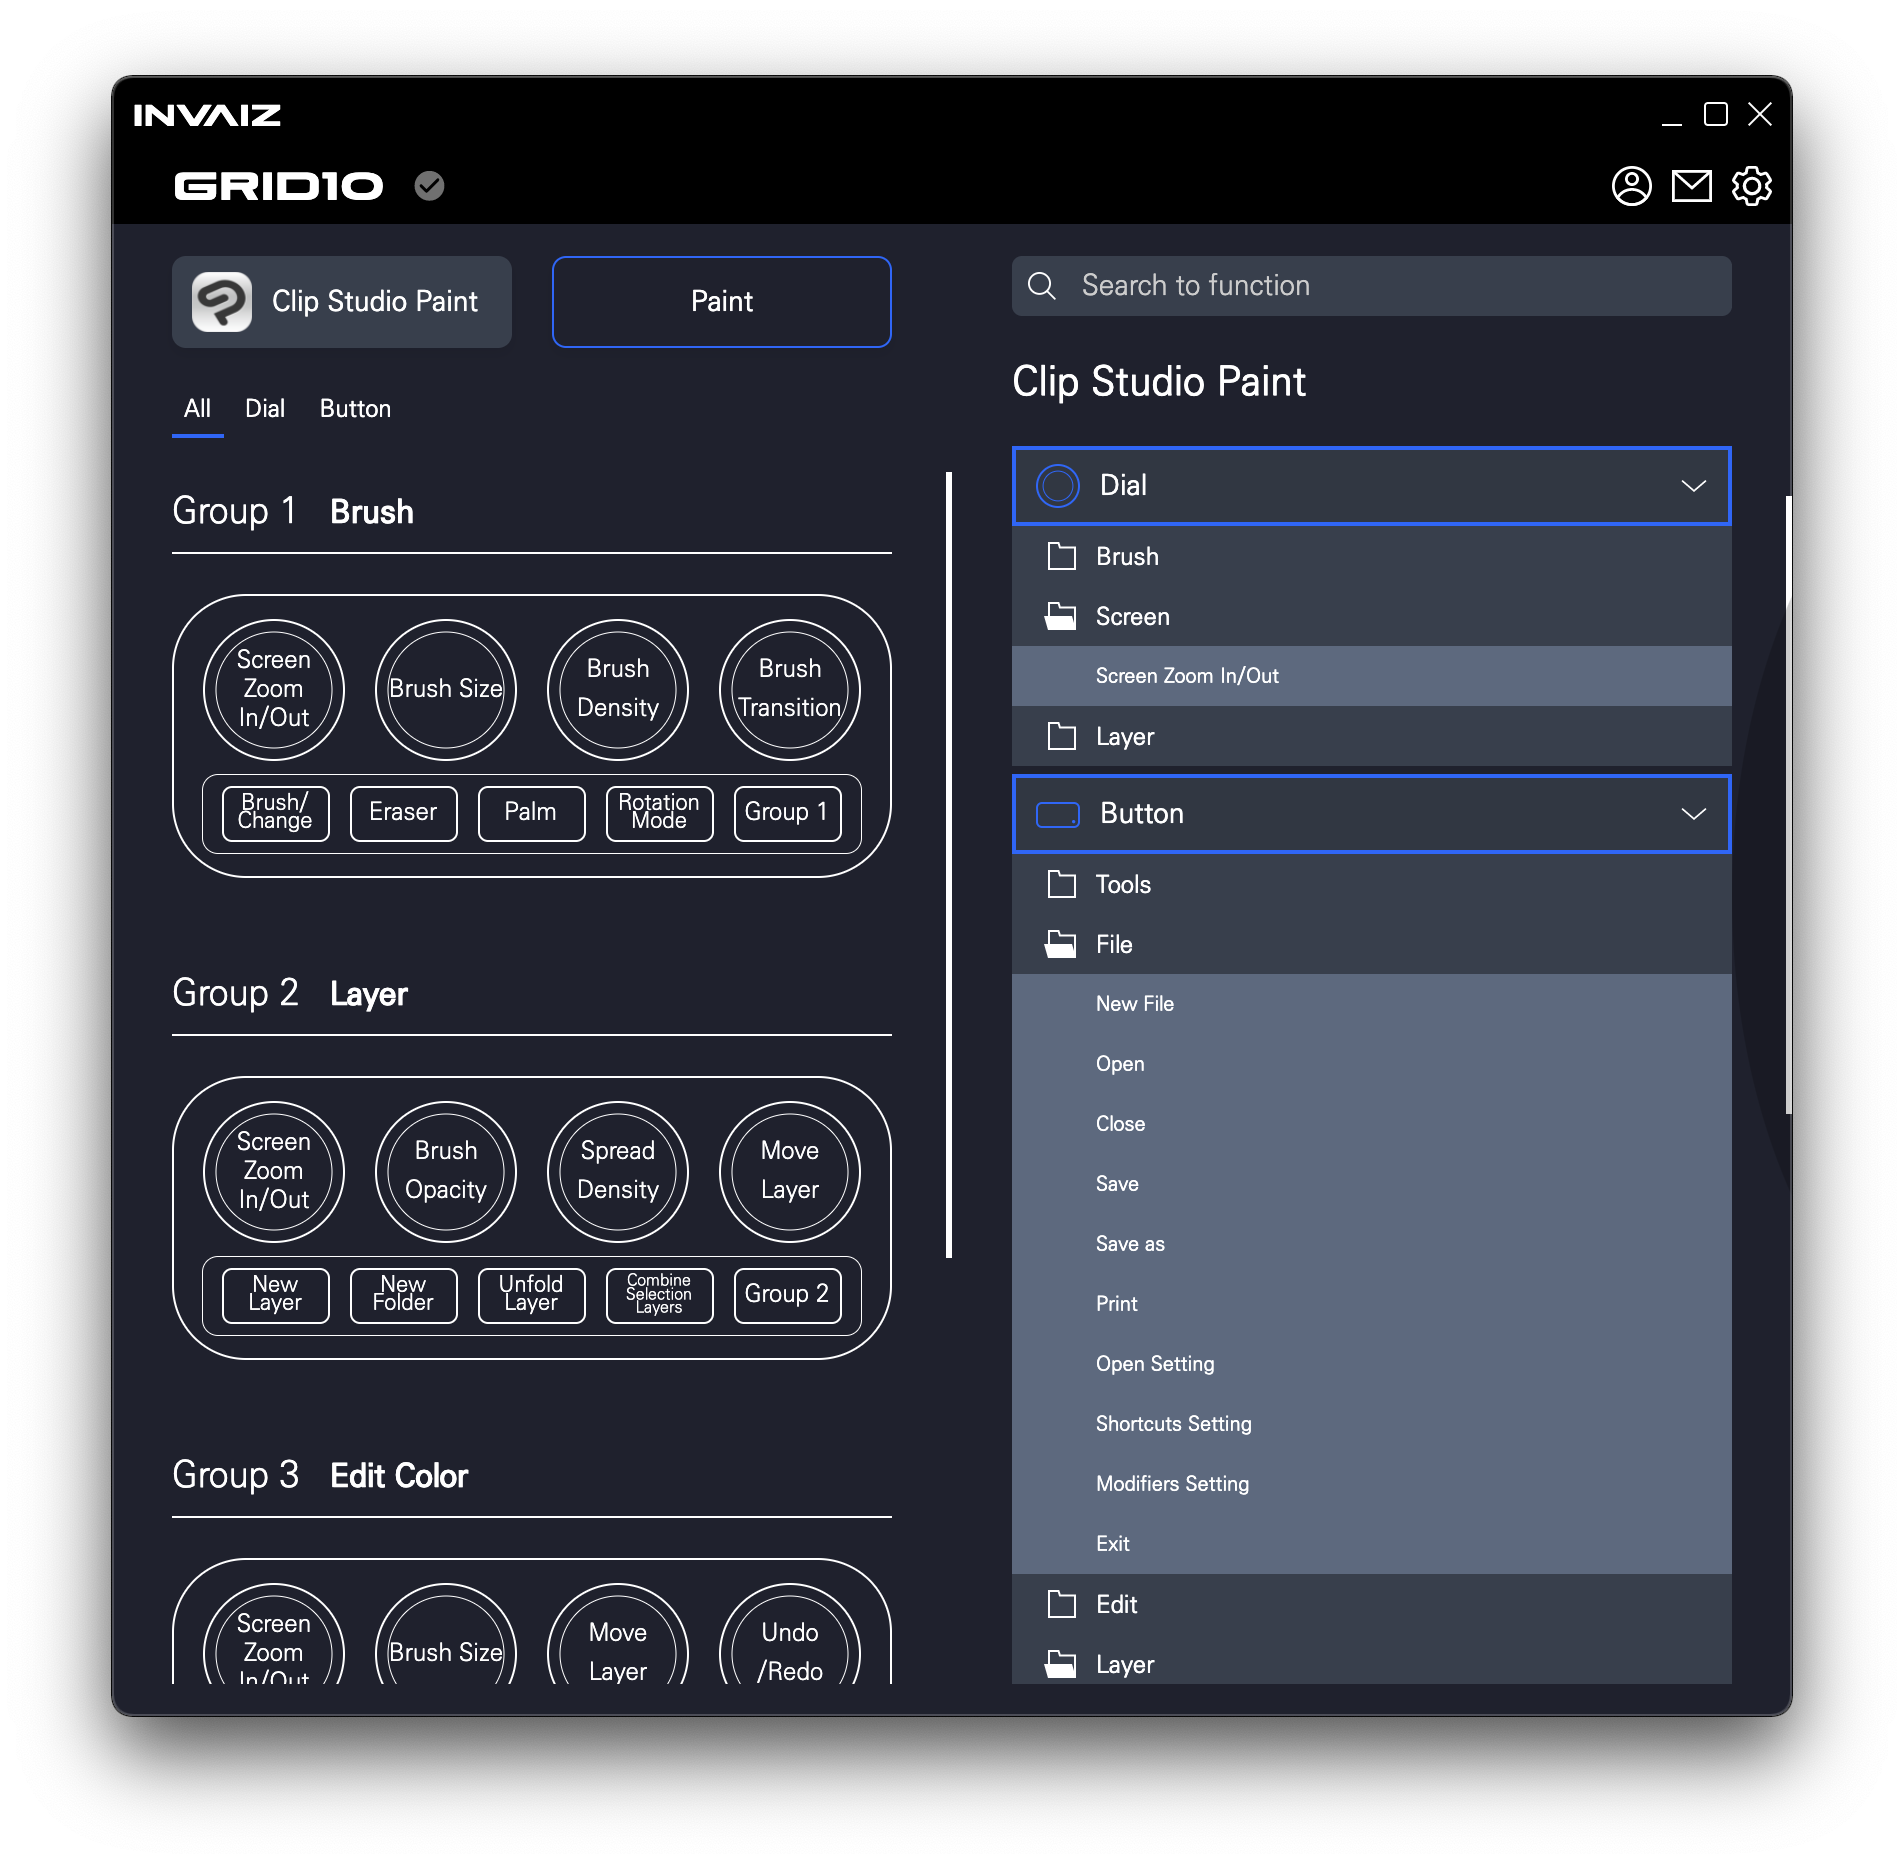 INVAIZ
GRID10
Clip Studio Paint
Paint
All
Dial
Button
Group 1
Brush
Screen
Zoom
In/Out
Brush Size
Brush
Density
Brush
Transition
Brush/
Change
Eraser
Palm
Rotation
Mode
Group 1
Group 2
Layer
Screen
Zoom
In/Out
Brush
Opacity
Spread
Density
Move
Layer
New
Layer
New
Folder
Unfold
Layer
Combine
Selection
Layers
Group 2
Group 3
Edit Color
Screen
Zoom
In/Out
Brush Size
Move
Layer
Undo
/Redo
Search to function
Clip Studio Paint
Dial
Brush
Screen
Screen Zoom In/Out
Layer
Button
Tools
File
New File
Open
Close
Save
Save as
Print
Open Setting
Shortcuts Setting
Modifiers Setting
Exit
Edit
Layer